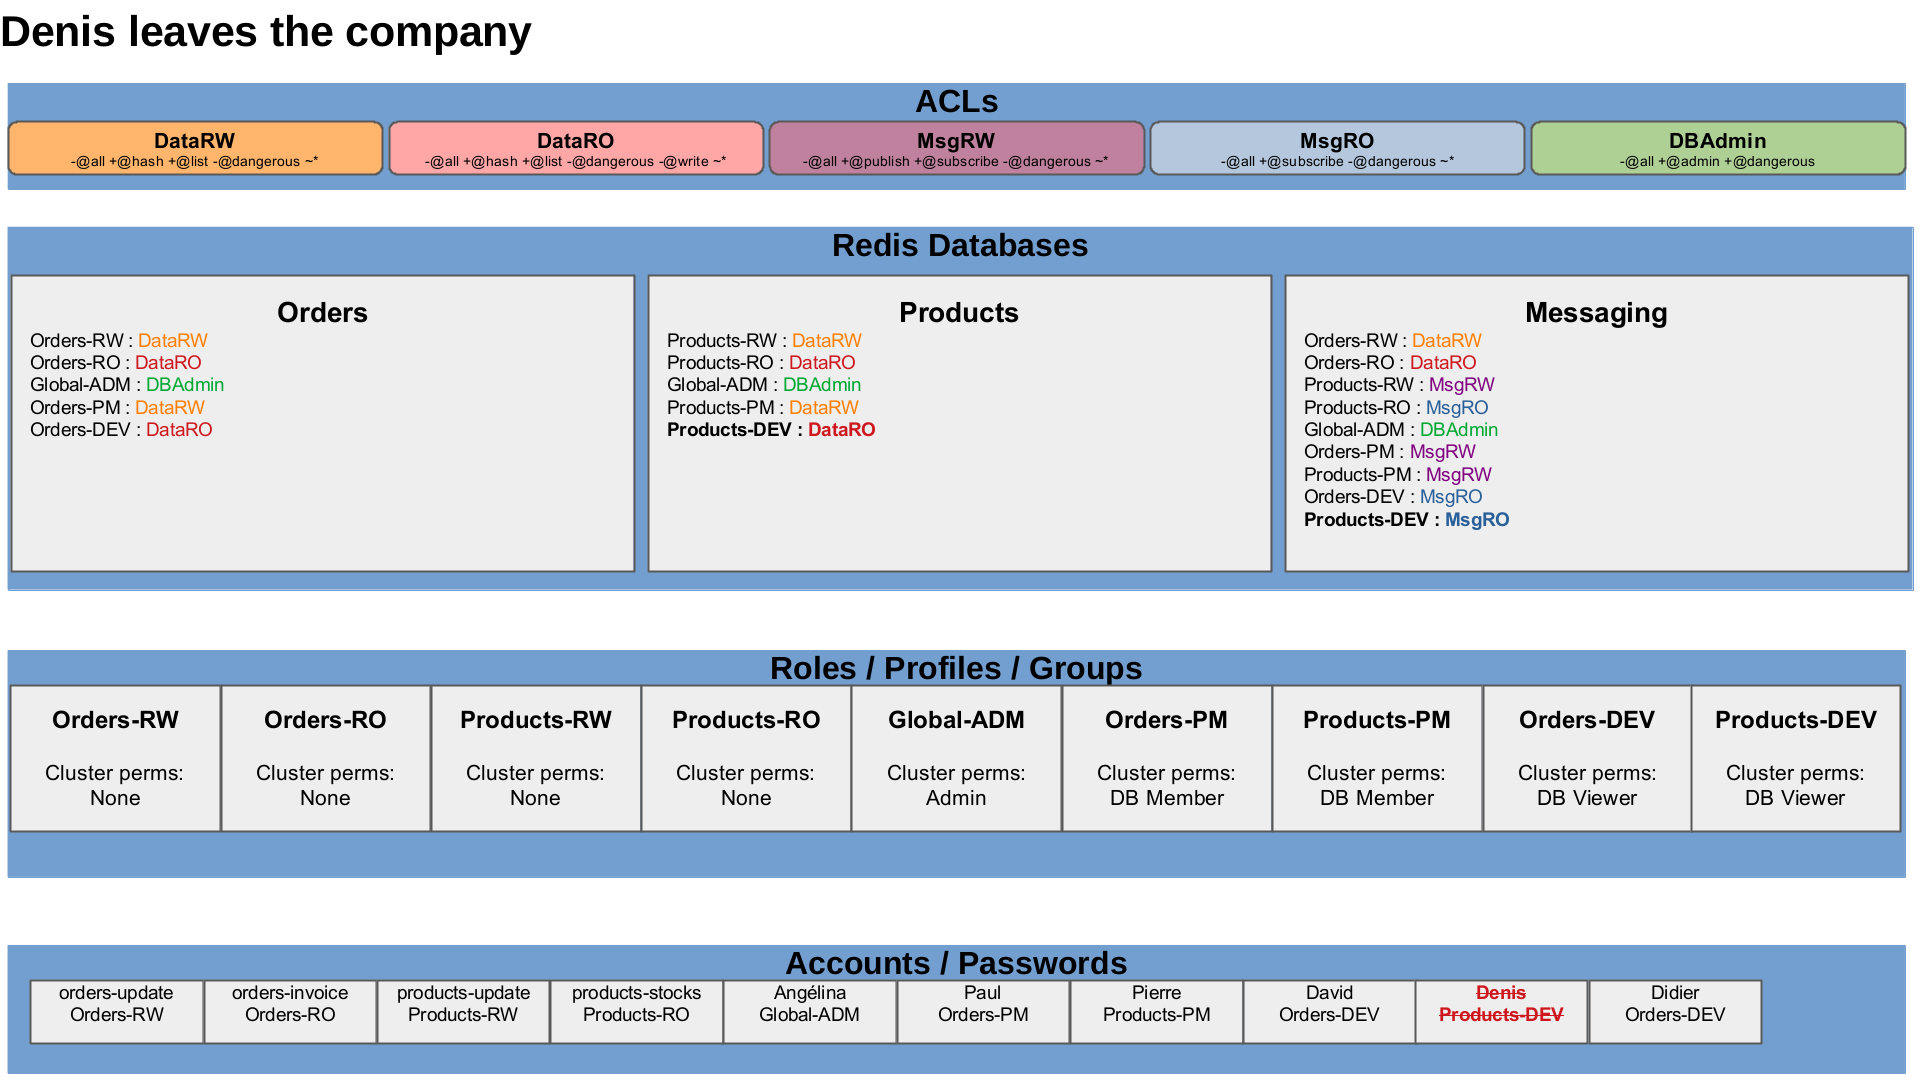 Denis leaves the company
ACLs
DataRW
-@all +@hash +@list -@dangerous ~*
DataRO
-@all +@hash +@list -@dangerous -@write ~*
MsgRW
-@all +@publish +@subscribe -@dangerous ~*
MsgRO
-@all +@subscribe -@dangerous ~*
DBAdmin
-@all +@admin +@dangerous
Redis Databases
Orders
Orders-RW : DataRW
Orders-RO : DataRO
Global-ADM : DBAdmin
Orders-PM : DataRW
Orders-DEV : DataRO
Products
Products-RW : DataRW
Products-RO : DataRO
Global-ADM : DBAdmin
Products-PM : DataRW
Products-DEV : DataRO
Messaging
Orders-RW : DataRW
Orders-RO : DataRO
Products-RW : MsgRW
Products-RO : MsgRO
Global-ADM : DBAdmin
Orders-PM : MsgRW
Products-PM : MsgRW
Orders-DEV : MsgRO
Products-DEV : MsgRO
Roles / Profiles / Groups
Orders-RW
Cluster perms:
None
Orders-RO
Cluster perms:
None
Products-RW
Cluster perms:
None
Products-RO
Cluster perms:
None
Global-ADM
Cluster perms:
Admin
Orders-PM
Cluster perms:
DB Member
Products-PM
Cluster perms:
DB Member
Orders-DEV
Cluster perms:
DB Viewer
Products-DEV
Cluster perms:
DB Viewer
Accounts / Passwords
orders-update
Orders-RW
orders-invoice
Orders-RO
products-update
Products-RW
products-stocks
Products-RO
Angélina
Global-ADM
Paul
Orders-PM
Pierre
Products-PM
David
Orders-DEV
Denis
Products-DEV
Didier
Orders-DEV